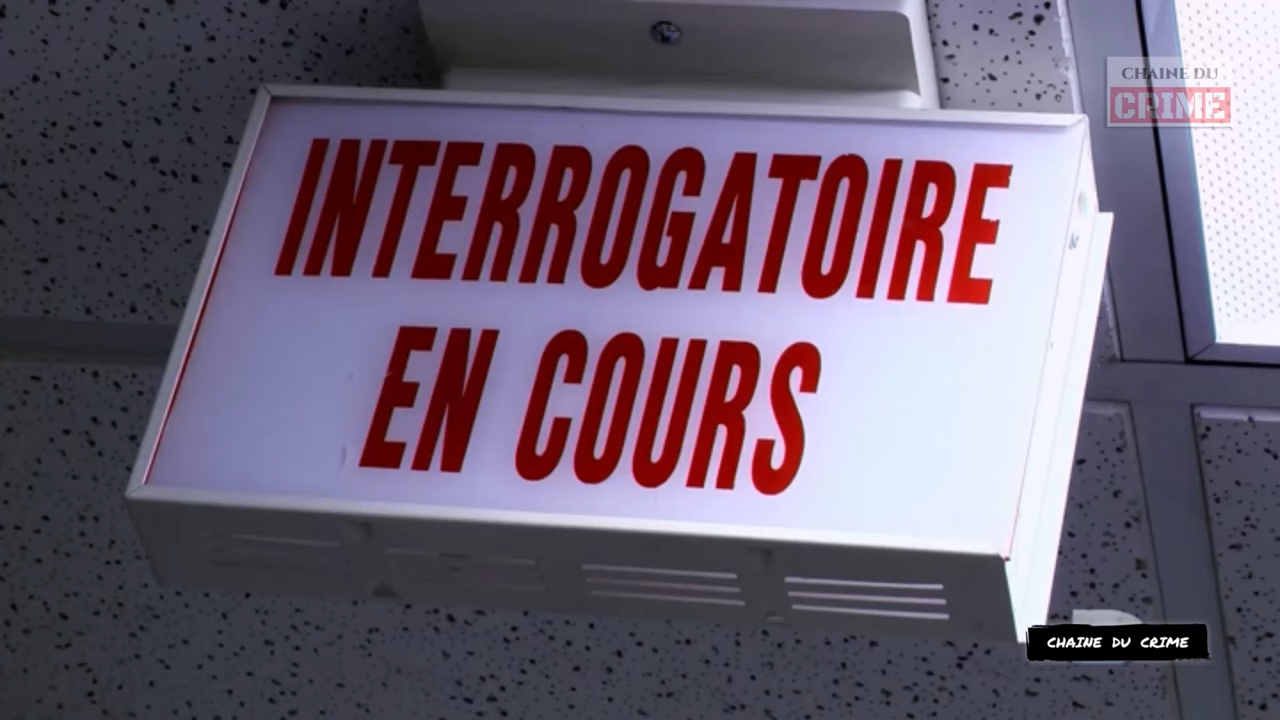 CHAINE DU
CRIME
INTERROGATOIRE
EN COURS
CHAINE DU CRIME